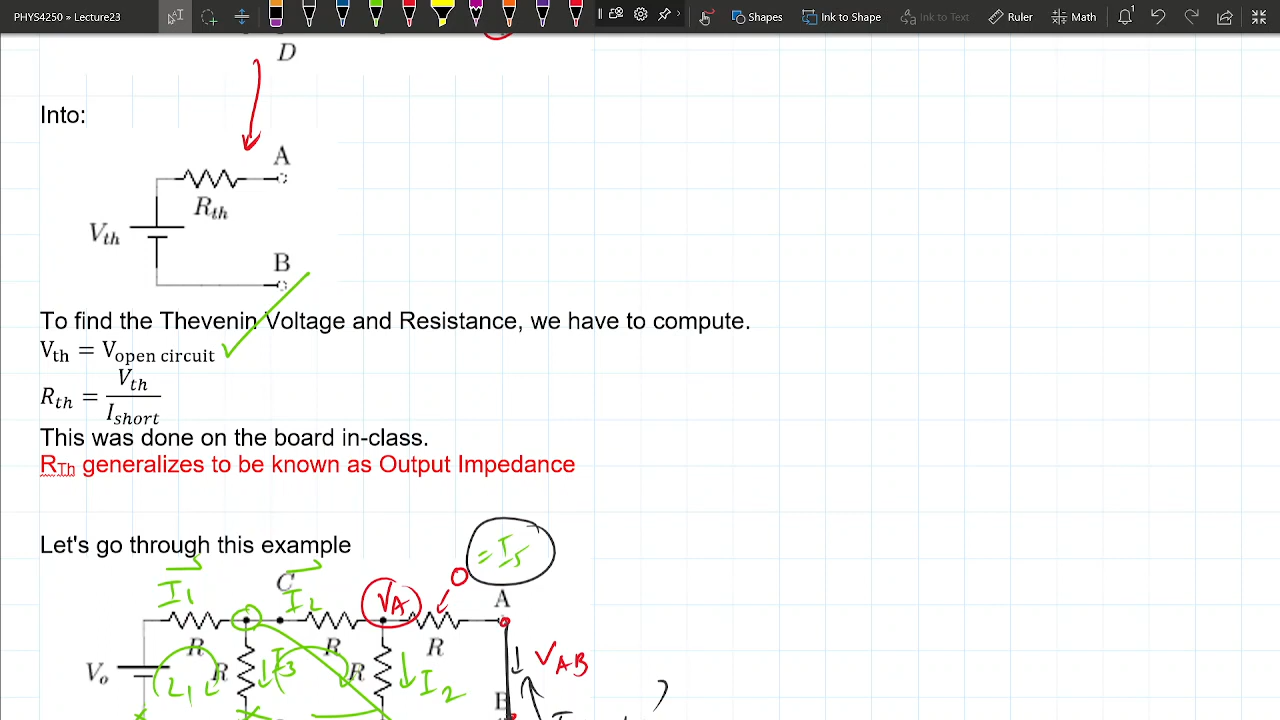 PHYS4250 » Lecture23
Shapes
Ink to Shape
Ink to Text
Ruler
Math
D
Into:
A
R_th
V_th
B
To find the Thevenin Voltage and Resistance, we have to compute.
V_th = V_open circuit
R_th = V_th / I_short
This was done on the board in-class.
R_Th generalizes to be known as Output Impedance
Let's go through this example
= I_5
I_1
C
I_2
V_A
0
A
R
R
R
V_o
L_1
R
I_3
R
I_2
V_AB
B